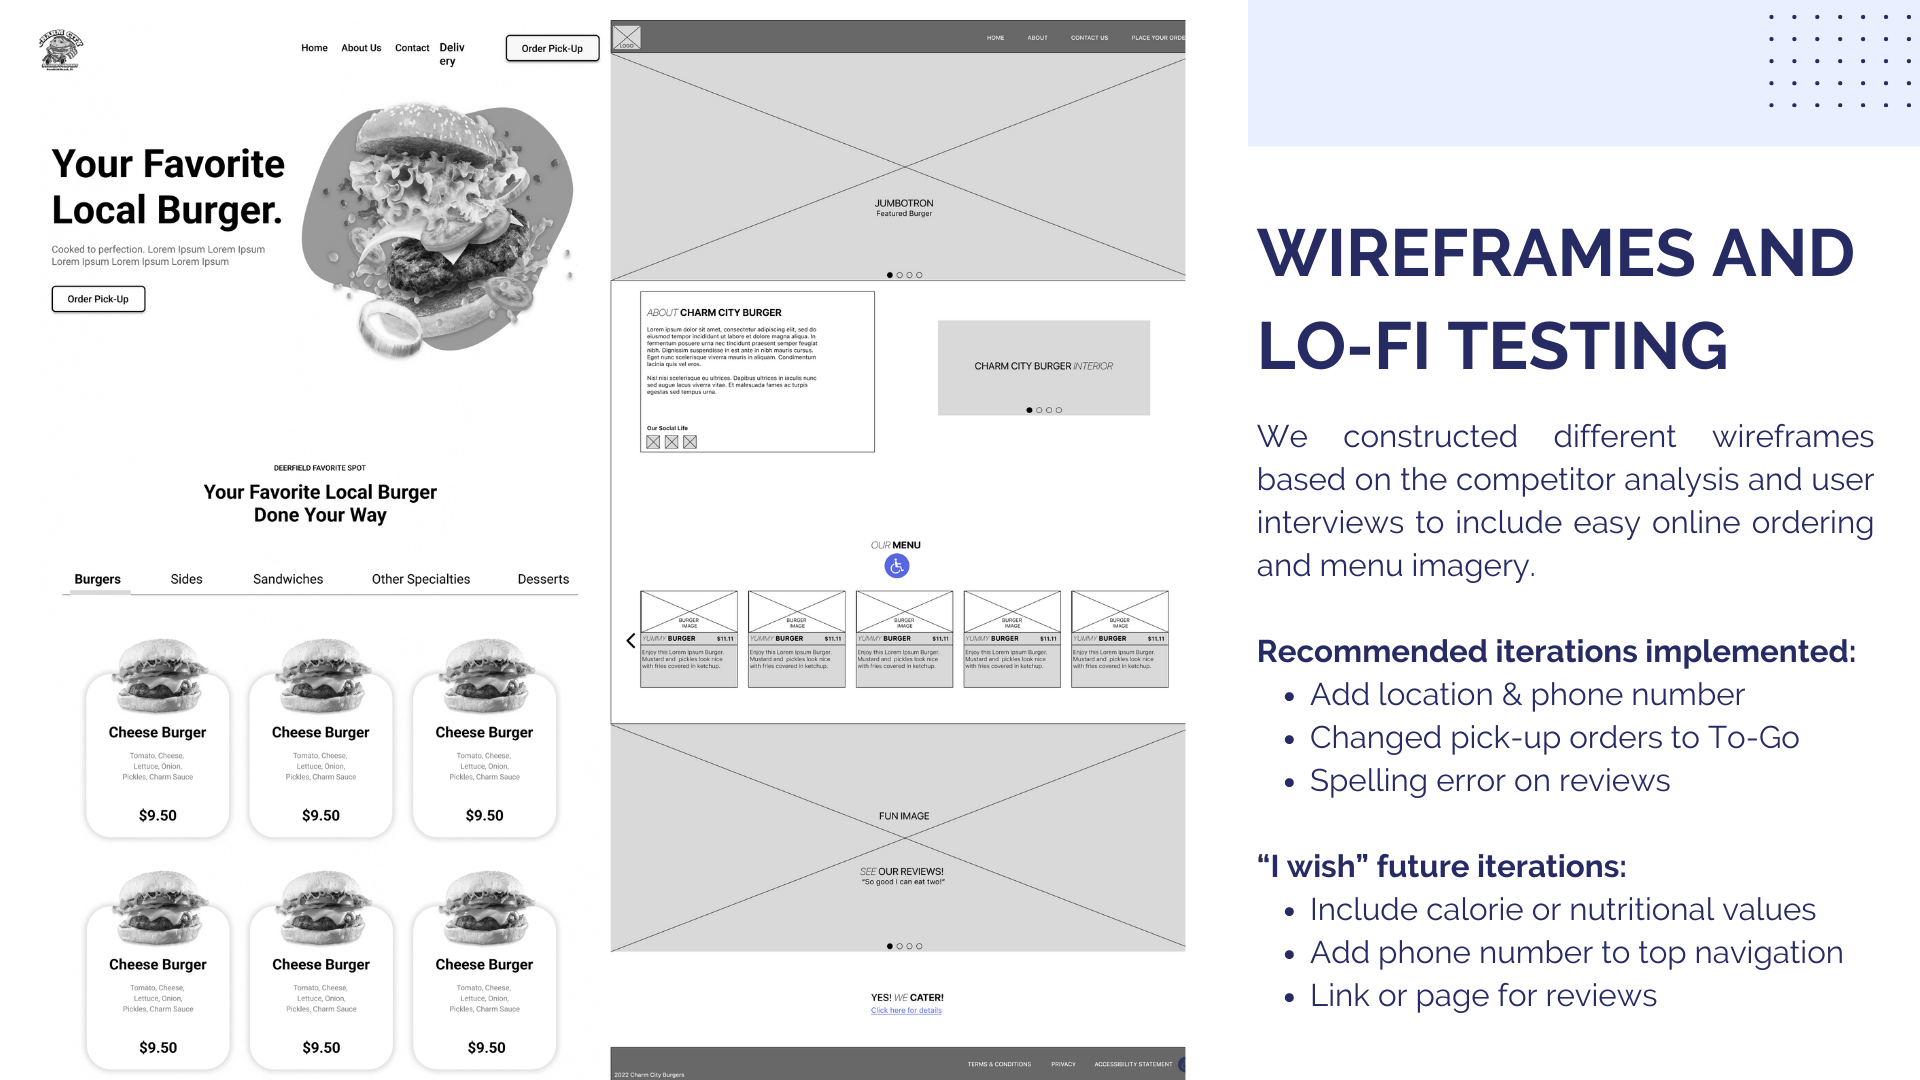 CHARM CITY
Home
About Us
Contact
Deliv
ery
Order Pick-Up
Your Favorite
Local Burger.
Cooked to perfection. Lorem Ipsum Lorem Ipsum
Lorem Ipsum Lorem Ipsum Lorem Ipsum
Order Pick-Up
DEERFIELD FAVORITE SPOT
Your Favorite Local Burger
Done Your Way
Burgers
Sides
Sandwiches
Other Specialties
Desserts
Cheese Burger
Tomato, Cheese,
Lettuce, Onion,
Pickles, Charm Sauce
$9.50
Cheese Burger
Tomato, Cheese,
Lettuce, Onion,
Pickles, Charm Sauce
$9.50
Cheese Burger
Tomato, Cheese,
Lettuce, Onion,
Pickles, Charm Sauce
$9.50
Cheese Burger
Tomato, Cheese,
Lettuce, Onion,
Pickles, Charm Sauce
$9.50
Cheese Burger
Tomato, Cheese,
Lettuce, Onion,
Pickles, Charm Sauce
$9.50
Cheese Burger
Tomato, Cheese,
Lettuce, Onion,
Pickles, Charm Sauce
$9.50
LOGO
HOME
ABOUT
CONTACT US
PLACE YOUR ORDE
JUMBOTRON
Featured Burger
ABOUT CHARM CITY BURGER
Lorem ipsum dolor sit amet, consectetur adipiscing elit, sed do
eiusmod tempor incididunt ut labore et dolore magna aliqua. In
fermentum posuere urna nec tincidunt praesent semper feugiat
nibh. Dignissim suspendisse in est ante in nibh mauris cursus.
Eget nunc scelerisque viverra mauris in aliquam. Condimentum
lacinia quis vel eros.
Nisl nisi scelerisque eu ultrices. Dapibus ultrices in iaculis nunc
sed augue lacus viverra vitae. Et malesuada fames ac turpis
egestas sed tempus urna.
Our Social Life
CHARM CITY BURGER INTERIOR
OUR MENU
BURGER
IMAGE
YUMMY BURGER $11.11
Enjoy this Lorem Ipsum Burger.
Mustard and pickles look nice
with fries covered in ketchup.
BURGER
IMAGE
YUMMY BURGER $11.11
Enjoy this Lorem Ipsum Burger.
Mustard and pickles look nice
with fries covered in ketchup.
BURGER
IMAGE
YUMMY BURGER $11.11
Enjoy this Lorem Ipsum Burger.
Mustard and pickles look nice
with fries covered in ketchup.
BURGER
IMAGE
YUMMY BURGER $11.11
Enjoy this Lorem Ipsum Burger.
Mustard and pickles look nice
with fries covered in ketchup.
BURGER
IMAGE
YUMMY BURGER $11.11
Enjoy this Lorem Ipsum Burger.
Mustard and pickles look nice
with fries covered in ketchup.
FUN IMAGE
SEE OUR REVIEWS!
"So good I can eat two!"
YES! WE CATER!
Click here for details
TERMS & CONDITIONS
PRIVACY
ACCESSIBILITY STATEMENT
2022 Charm City Burgers
WIREFRAMES AND
LO-FI TESTING
We constructed different wireframes
based on the competitor analysis and user
interviews to include easy online ordering
and menu imagery.
Recommended iterations implemented:
• Add location & phone number
• Changed pick-up orders to To-Go
• Spelling error on reviews
“I wish” future iterations:
• Include calorie or nutritional values
• Add phone number to top navigation
• Link or page for reviews